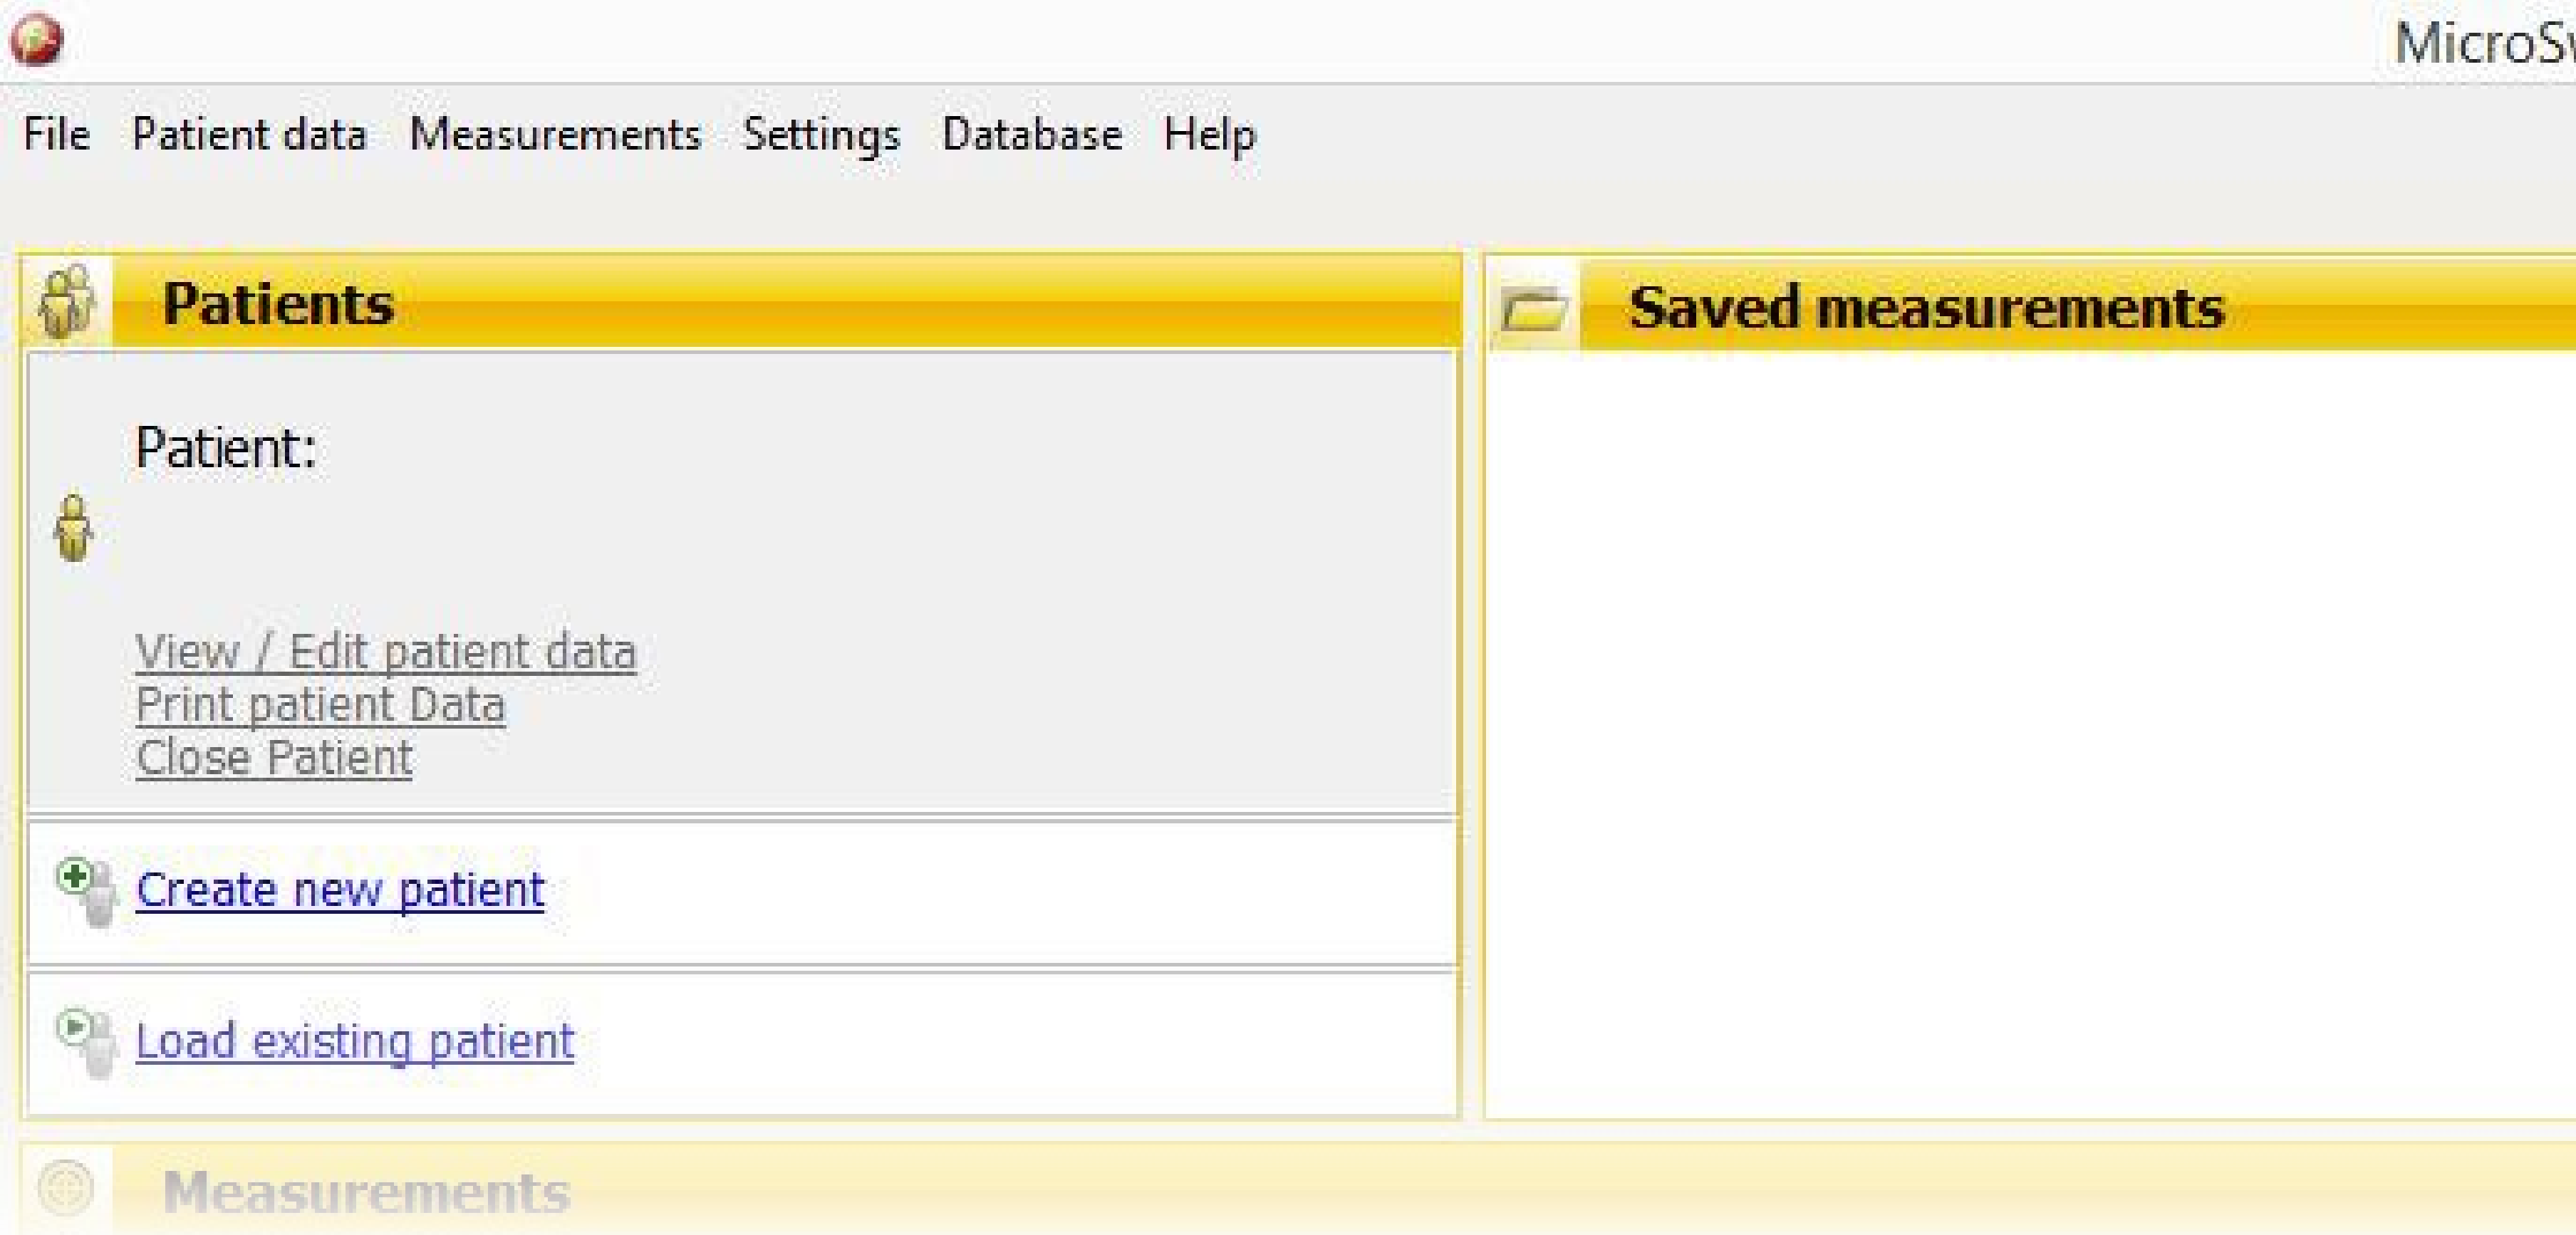 MicroSw
File Patient data Measurements Settings Database Help
Patients
Saved measurements
Patient:
View / Edit patient data
Print patient Data
Close Patient
Create new patient
Load existing patient
Measurements